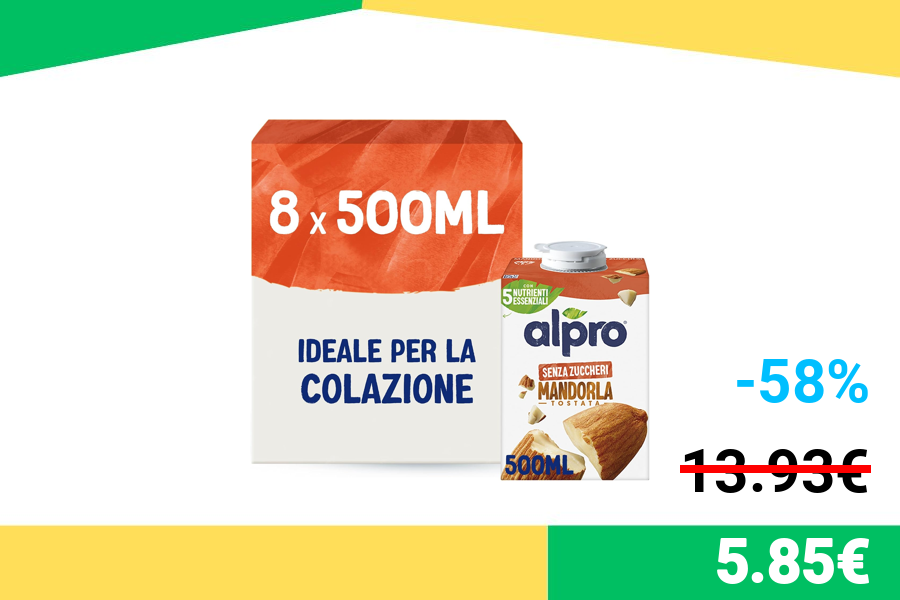 8 x 500ML
IDEALE PER LA
COLAZIONE
CON
5 NUTRIENTI
ESSENZIALI
alpro
SENZA ZUCCHERI
MANDORLA
TOSTATA
500ML
-58%
13.93€
5.85€